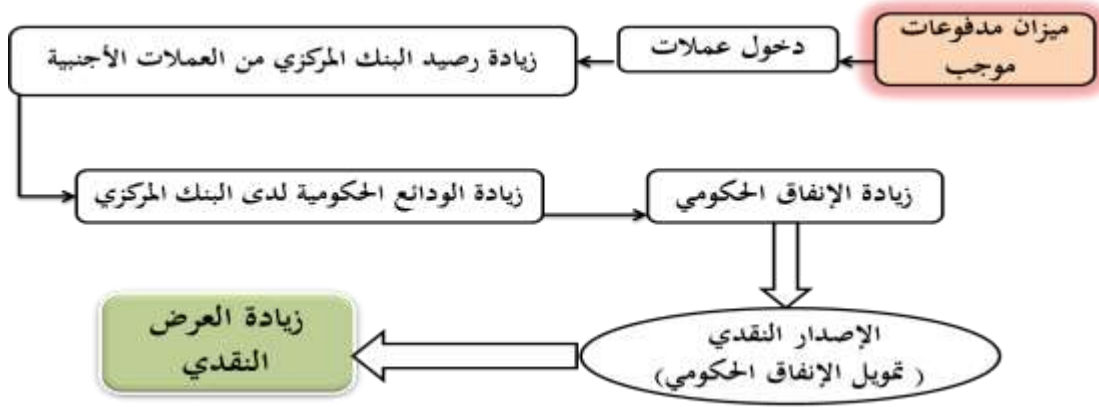 ميزان مدفوعات
موجب
دخول عملات
زيادة رصيد البنك المركزي من العملات الأجنبية
زيادة الودائع الحكومية لدى البنك المركزي
زيادة الإنفاق الحكومي
الإصدار النقدي
( تمويل الإنفاق الحكومي)
زيادة العرض
النقدي